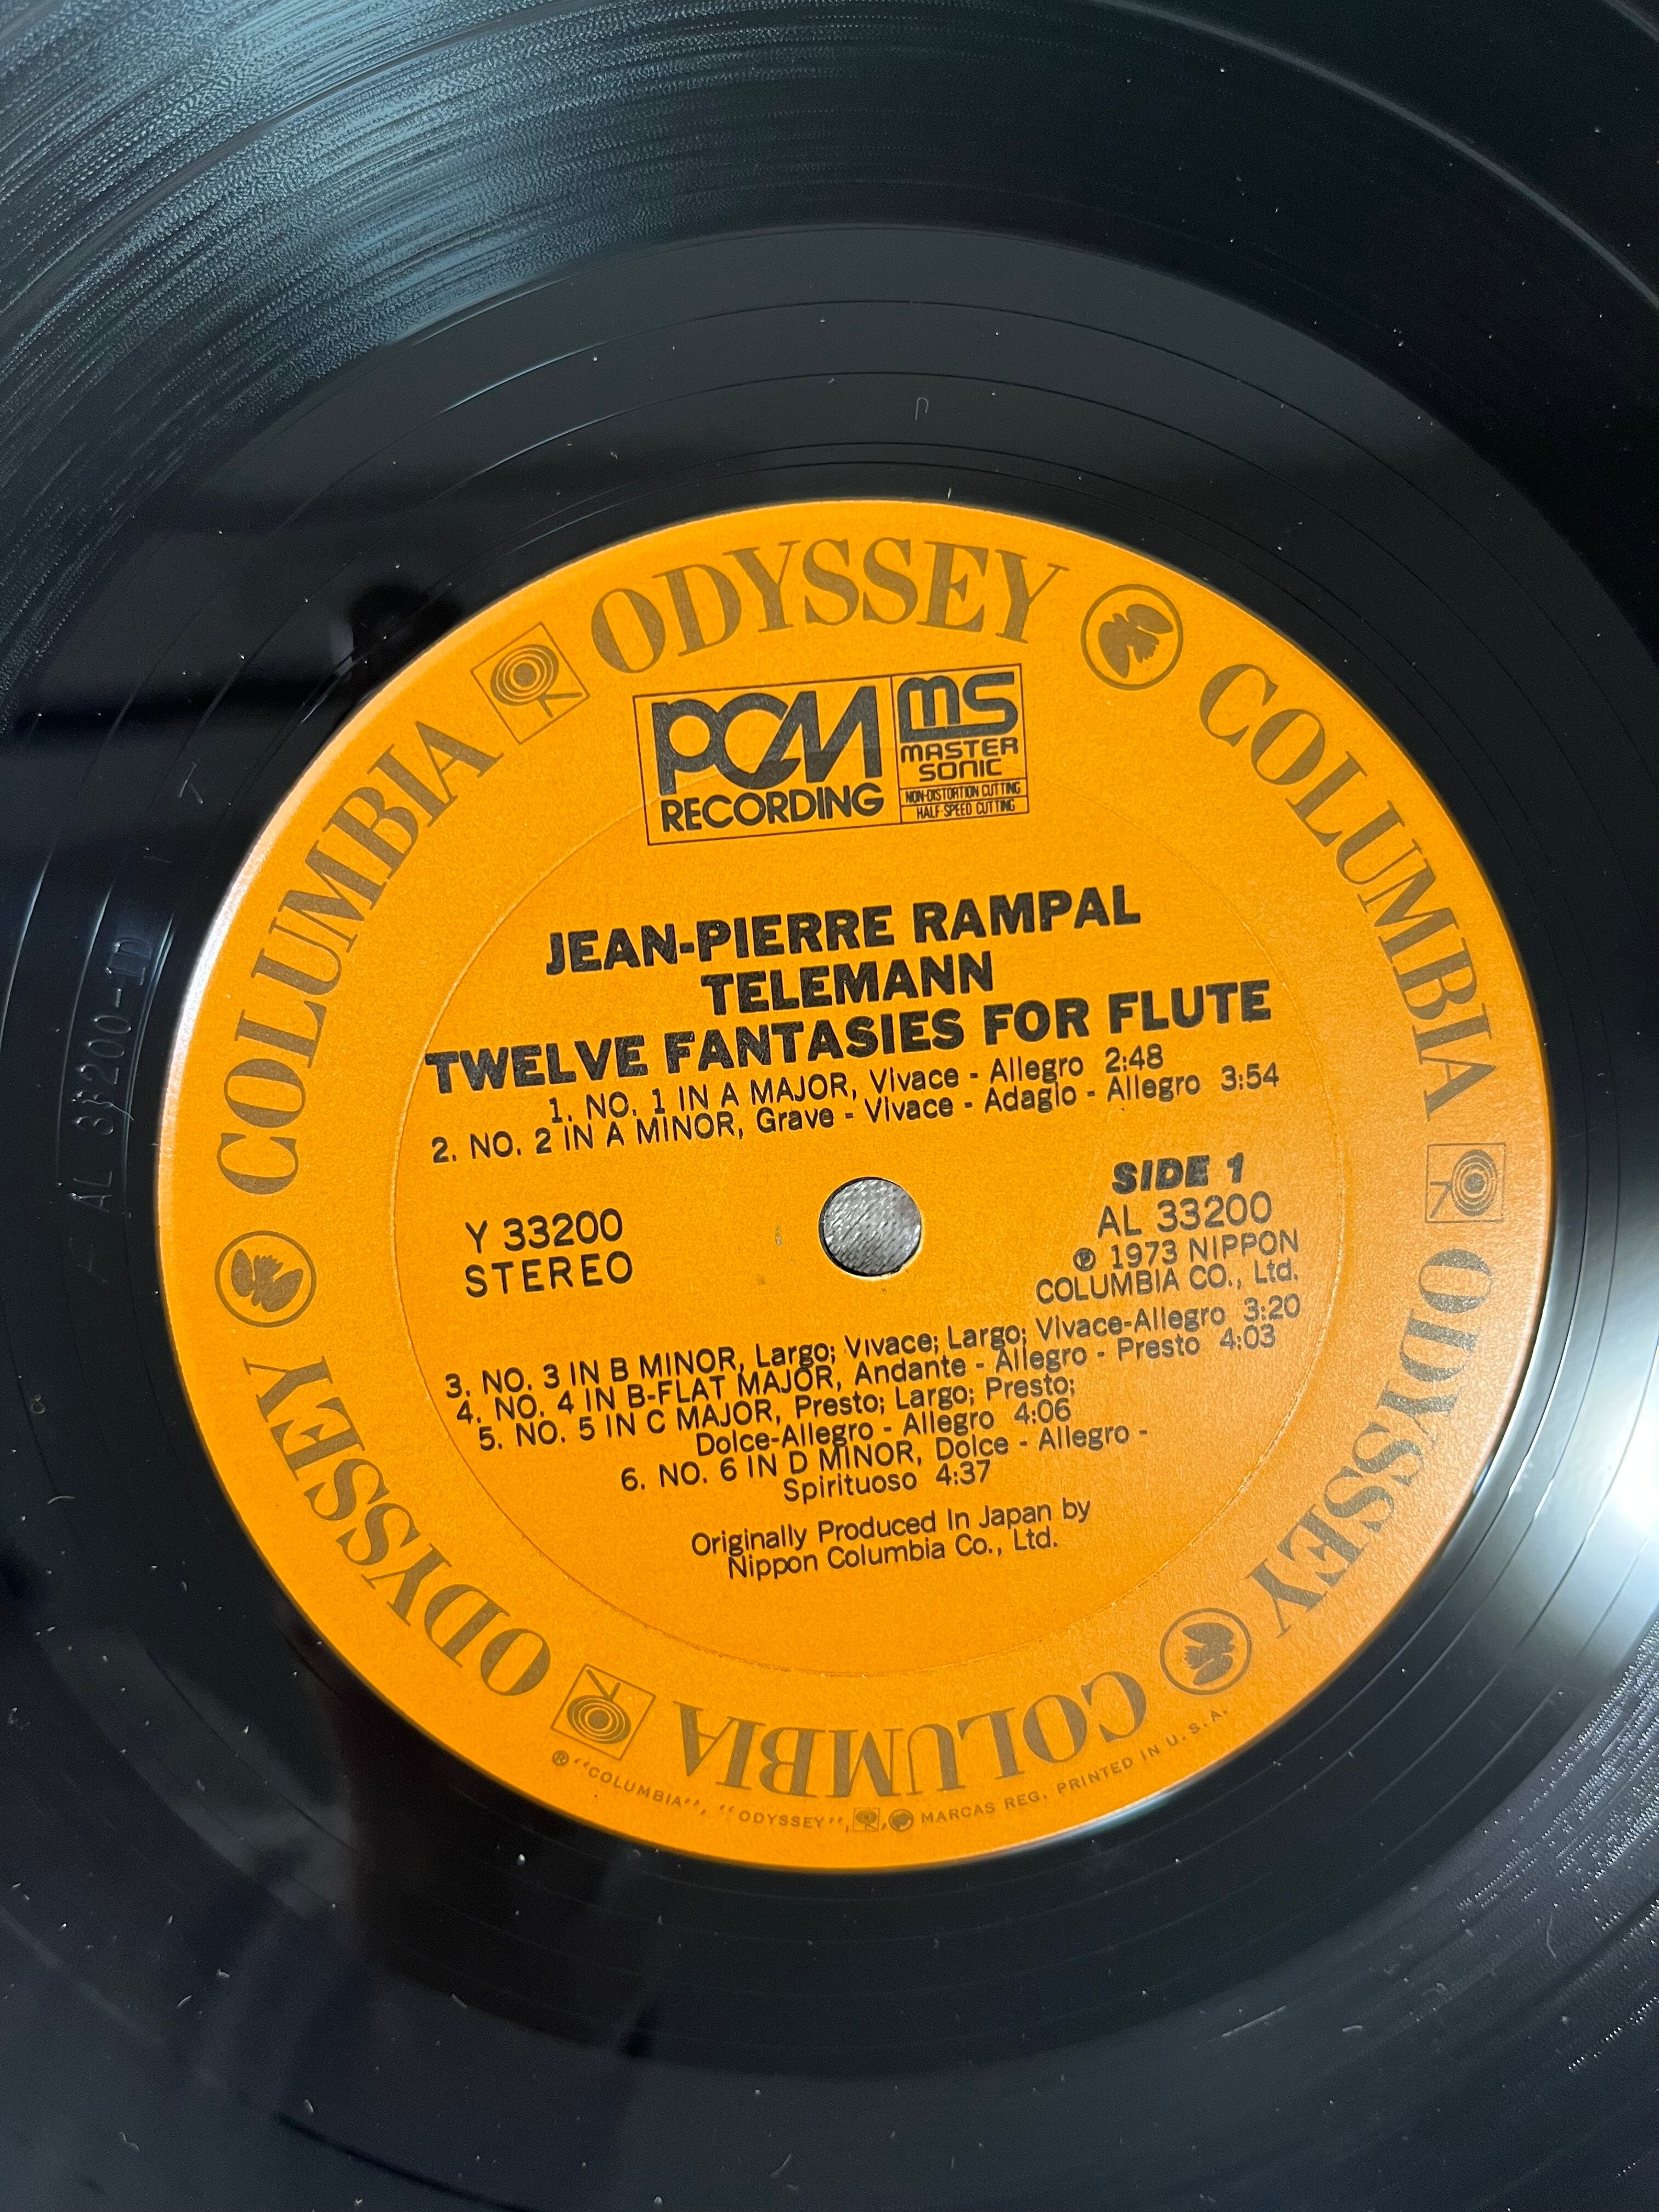 ODYSSEY
COLUMBIA
ODYSSEY
COLUMBIA
ODYSSEY
COLUMBIA
PCM
RECORDING
MS
MASTER
SONIC
NON-DISTORTION CUTTING
HALF SPEED CUTTING
JEAN-PIERRE RAMPAL
TELEMANN
TWELVE FANTASIES FOR FLUTE
1. NO. 1 IN A MAJOR, Vivace - Allegro 2:48
2. NO. 2 IN A MINOR, Grave - Vivace - Adagio - Allegro 3:54
Y 33200
STEREO
SIDE 1
AL 33200
℗ 1973 NIPPON
COLUMBIA CO., Ltd.
3. NO. 3 IN B MINOR, Largo; Vivace; Largo; Vivace-Allegro 3:20
4. NO. 4 IN B-FLAT MAJOR, Andante - Allegro - Presto 4:03
5. NO. 5 IN C MAJOR, Presto; Largo; Presto;
Dolce-Allegro - Allegro 4:06
6. NO. 6 IN D MINOR, Dolce - Allegro -
Spirituoso 4:37
Originally Produced In Japan by
Nippon Columbia Co., Ltd.
® "COLUMBIA", "ODYSSEY", , MARCAS REG. PRINTED IN U.S.A.